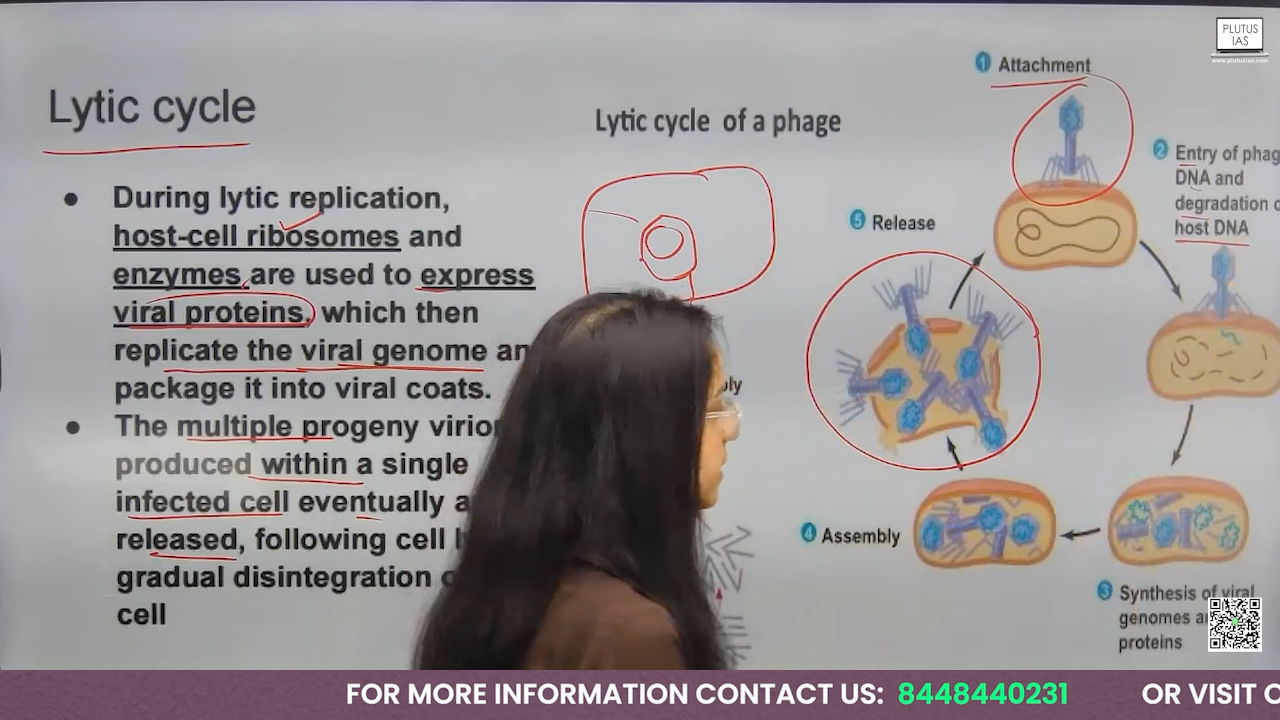 PLUTUS
IAS
www.plutusias.com
Lytic cycle
During lytic replication,
host-cell ribosomes and
enzymes are used to express
viral proteins, which then
replicate the viral genome
package it into viral coats.
The multiple progeny
produced within a single
infected cell eventually
released, following cell
gradual disintegration
cell
Lytic cycle of a phage
1 Attachment
2 Entry of
DNA and
degradation
host DNA
5 Release
4 Assembly
3 Synthesis of viral
genomes
proteins
FOR MORE INFORMATION CONTACT US: 8448440231 OR VISIT